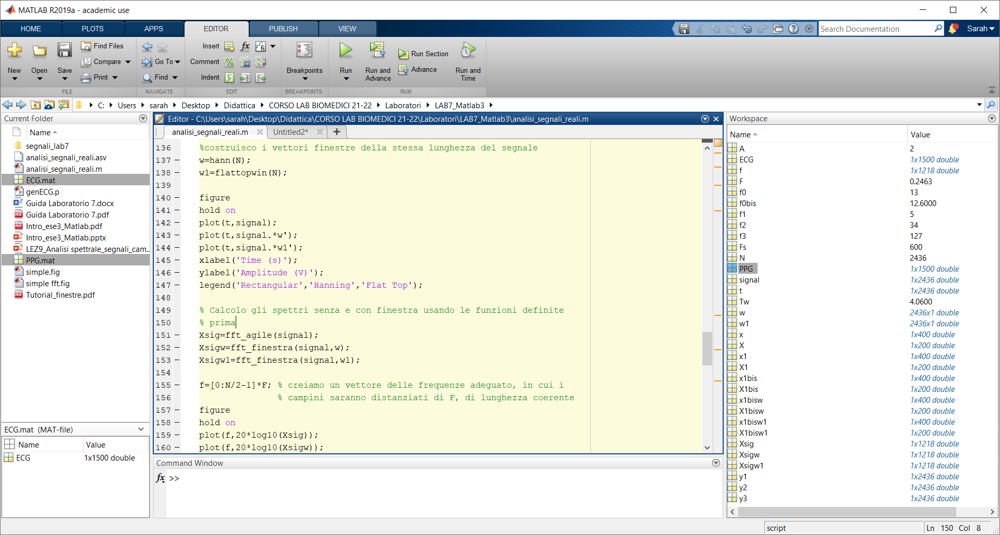 MATLAB R2019a - academic use
HOME PLOTS APPS EDITOR PUBLISH VIEW
Search Documentation
Sarah
New Open Save
Find Files
Compare
Print
FILE
Go To
Find
NAVIGATE
Insert fx fi
Comment
Indent
EDIT
Breakpoints
BREAKPOINTS
Run
Run and Advance
Run Section
Advance
Run and Time
RUN
C: Users sarah Desktop Didattica CORSO LAB BIOMEDICI 21-22 Laboratori LAB7_Matlab3
Current Folder
Name
segnali_lab7
analisi_segnali_reali.asv
analisi_segnali_reali.m
ECG.mat
genECG.p
Guida Laboratorio 7.docx
Guida Laboratorio 7.pdf
Intro_ese3_Matlab.pdf
Intro_ese3_Matlab.pptx
LEZ9_Analisi spettrale_segnali_cam...
PPG.mat
simple.fig
simple fft.fig
Tutorial_finestre.pdf
ECG.mat (MAT-file)
Name Value
ECG 1x1500 double
Editor - C:\Users\sarah\Desktop\Didattica\CORSO LAB BIOMEDICI 21-22\Laboratori\LAB7_Matlab3\analisi_segnali_reali.m
analisi_segnali_reali.m Untitled2*
136 %costruisco i vettori finestre della stessa lunghezza del segnale
137 – w=hann(N);
138 – w1=flattopwin(N);
139
140 – figure
141 – hold on
142 – plot(t,signal);
143 – plot(t,signal.*w');
144 – plot(t,signal.*w1');
145 – xlabel('Time (s)');
146 – ylabel('Amplitude (V)');
147 – legend('Rectangular','Hanning','Flat Top');
148
149 % Calcolo gli spettri senza e con finestra usando le funzioni definite
150 % prima
151 – Xsig=fft_agile(signal);
152 – Xsigw=fft_finestra(signal,w);
153 – Xsigw1=fft_finestra(signal,w1);
154
155 – f=[0:N/2-1]*F; % creiamo un vettore delle frequenze adeguato, in cui i
156 % campini saranno distanziati di F, di lunghezza coerente
157 – figure
158 – hold on
159 – plot(f,20*log10(Xsig));
160 – plot(f,20*log10(Xsigw));
Command Window
fx >>
Workspace
Name Value
A 2
ECG 1x1500 double
f 1x1218 double
F 0.2463
f0 13
f0bis 12.6000
f1 5
f2 34
f3 127
Fs 600
N 2436
PPG 1x1500 double
signal 1x2436 double
t 1x2436 double
Tw 4.0600
w 2436x1 double
w1 2436x1 double
x 1x400 double
X 1x200 double
x1 1x400 double
X1 1x200 double
x1bis 1x400 double
X1bis 1x200 double
x1bisw 1x400 double
X1bisw 1x200 double
x1bisw1 1x400 double
X1bisw1 1x200 double
Xsig 1x1218 double
Xsigw 1x1218 double
Xsigw1 1x1218 double
y1 1x2436 double
y2 1x2436 double
y3 1x2436 double
script Ln 150 Col 8